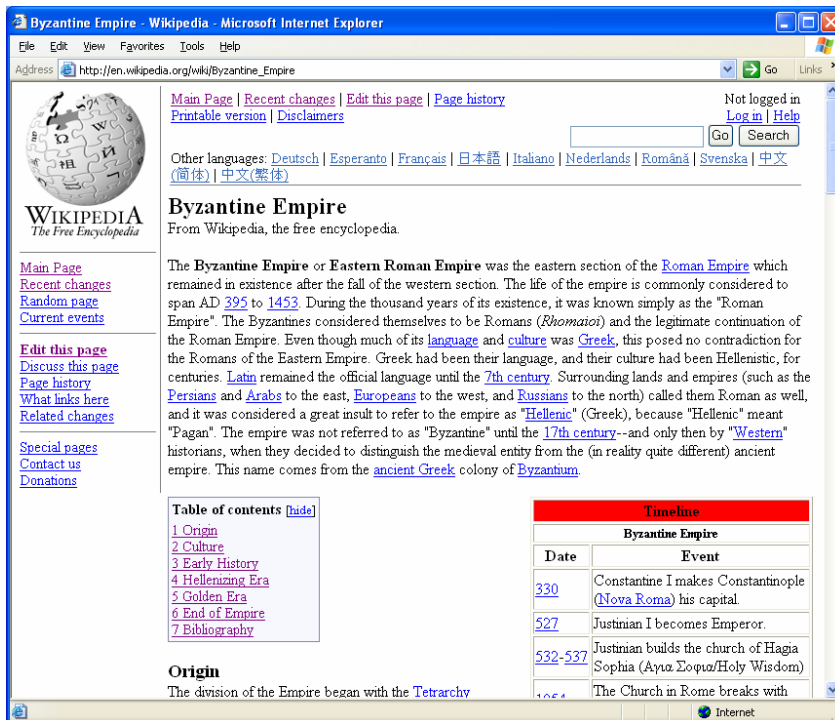 Byzantine Empire - Wikipedia - Microsoft Internet Explorer
File Edit View Favorites Tools Help
Address http://en.wikipedia.org/wiki/Byzantine_Empire Go Links
Main Page | Recent changes | Edit this page | Page history
Printable version | Disclaimers
Not logged in
Log in | Help
Go Search
Other languages: Deutsch | Esperanto | Français | 日本語 | Italiano | Nederlands | Română | Svenska | 中文
(简体) | 中文(繁体)
WIKIPEDIA
The Free Encyclopedia
Main Page
Recent changes
Random page
Current events
Edit this page
Discuss this page
Page history
What links here
Related changes
Special pages
Contact us
Donations
Byzantine Empire
From Wikipedia, the free encyclopedia.
The Byzantine Empire or Eastern Roman Empire was the eastern section of the Roman Empire which
remained in existence after the fall of the western section. The life of the empire is commonly considered to
span AD 395 to 1453. During the thousand years of its existence, it was known simply as the "Roman
Empire". The Byzantines considered themselves to be Romans (Rhomaioi) and the legitimate continuation of
the Roman Empire. Even though much of its language and culture was Greek, this posed no contradiction for
the Romans of the Eastern Empire. Greek had been their language, and their culture had been Hellenistic, for
centuries. Latin remained the official language until the 7th century. Surrounding lands and empires (such as the
Persians and Arabs to the east, Europeans to the west, and Russians to the north) called them Roman as well,
and it was considered a great insult to refer to the empire as "Hellenic" (Greek), because "Hellenic" meant
"Pagan". The empire was not referred to as "Byzantine" until the 17th century--and only then by "Western"
historians, when they decided to distinguish the medieval entity from the (in reality quite different) ancient
empire. This name comes from the ancient Greek colony of Byzantium.
Table of contents [hide]
1 Origin
2 Culture
3 Early History
4 Hellenizing Era
5 Golden Era
6 End of Empire
7 Bibliography
Origin
The division of the Empire began with the Tetrarchy
Timeline
Byzantine Empire
Date Event
330 Constantine I makes Constantinople
(Nova Roma) his capital.
527 Justinian I becomes Emperor.
532-537 Justinian builds the church of Hagia
Sophia (Αγια Σοφια/Holy Wisdom)
The Church in Rome breaks with
Internet